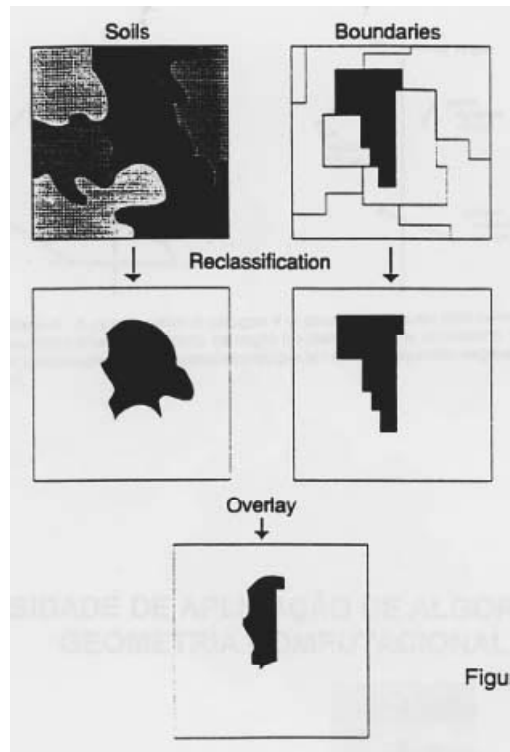 Soils
Boundaries
Reclassification
Overlay
SIDADE DE APLICAÇÃO DE ALGOR
GEOMETRIA COMPUTACIONAL
Figu